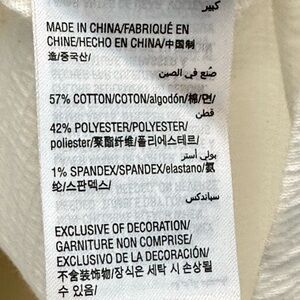 كبير
MADE IN CHINA/FABRIQUÉ EN
CHINE/HECHO EN CHINA/中国制
造/중국산/
صُنع في الصين
57% COTTON/COTON/algodón/棉/면/
قطن
42% POLYESTER/POLYESTER/
poliester/聚酯纤维/폴리에스테르/
بولي أستر
1% SPANDEX/SPANDEX/elastano/氨
纶/스판덱스/
سباندكس
EXCLUSIVE OF DECORATION/
GARNITURE NON COMPRISE/
EXCLUSIVO DE LA DECORACIÓN/
不含装饰物/장식은 세탁 시 손상될
수 있/